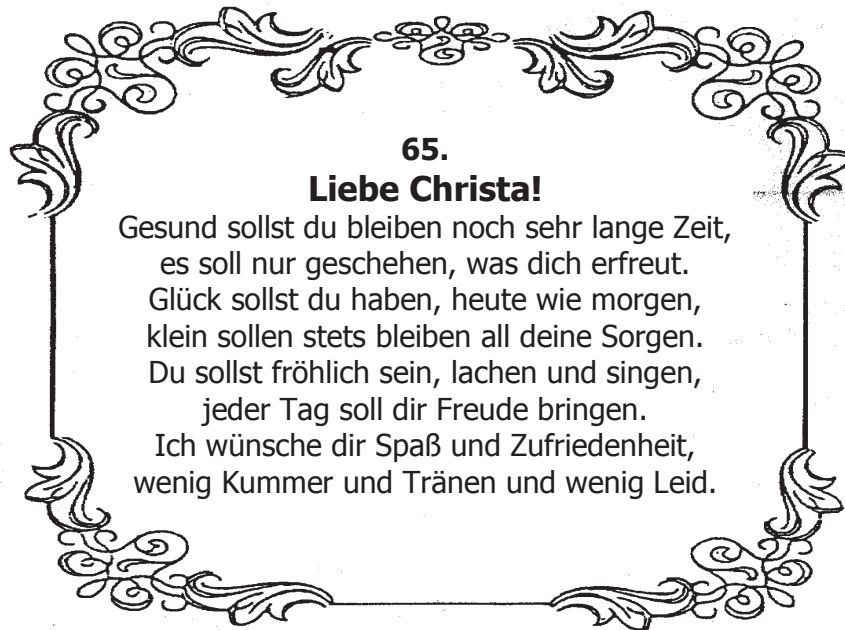 65.
Liebe Christa!
Gesund sollst du bleiben noch sehr lange Zeit,
es soll nur geschehen, was dich erfreut.
Glück sollst du haben, heute wie morgen,
klein sollen stets bleiben all deine Sorgen.
Du sollst fröhlich sein, lachen und singen,
jeder Tag soll dir Freude bringen.
Ich wünsche dir Spaß und Zufriedenheit,
wenig Kummer und Tränen und wenig Leid.